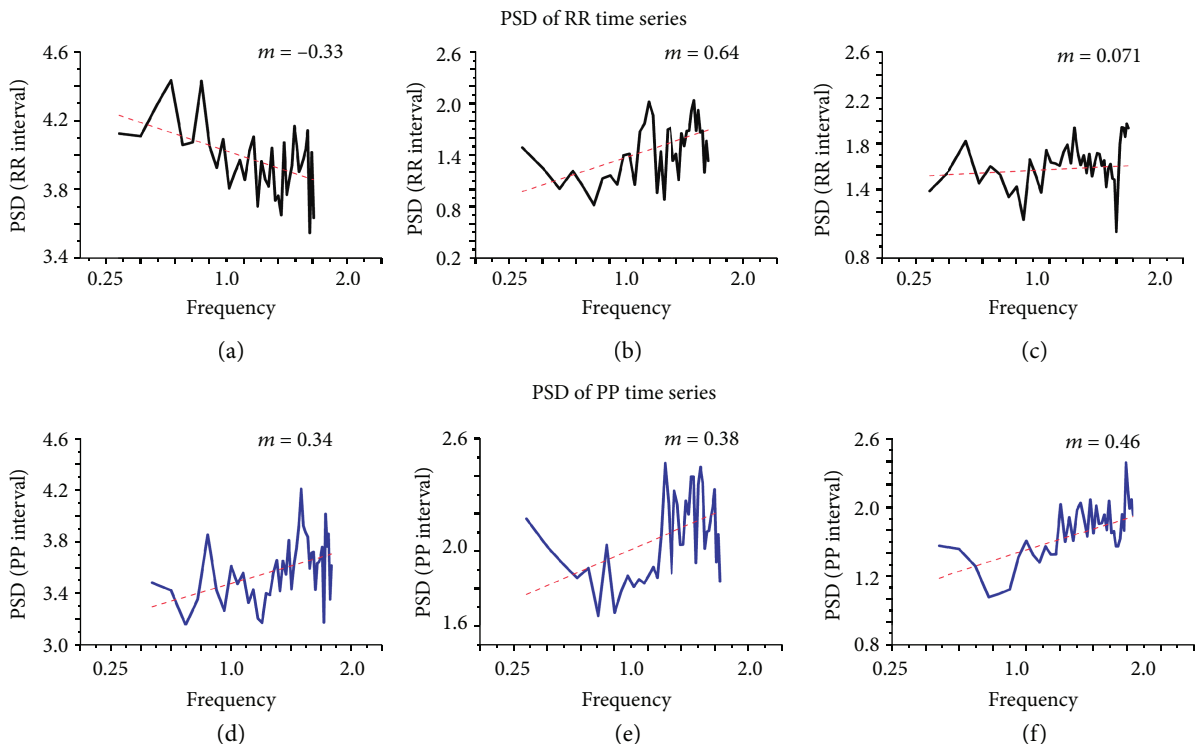 PSD of RR time series
m = –0.33
PSD (RR interval)
4.6
4.2
3.8
3.4
0.25 1.0 2.0
Frequency
(a)
m = 0.64
PSD (RR interval)
2.6
2.0
1.4
0.8
0.2
0.25 1.0 2.0
Frequency
(b)
m = 0.071
PSD (RR interval)
2.6
2.2
1.8
1.4
0.8
0.25 1.0 2.0
Frequency
(c)
PSD of PP time series
m = 0.34
PSD (PP interval)
4.6
4.2
3.8
3.4
3.0
0.25 1.0 2.0
Frequency
(d)
m = 0.38
PSD (PP interval)
2.6
2.4
2.0
1.6
0.25 1.0 2.0
Frequency
(e)
m = 0.46
PSD (PP interval)
2.6
2.0
1.2
0.8
0.25 1.0 2.0
Frequency
(f)